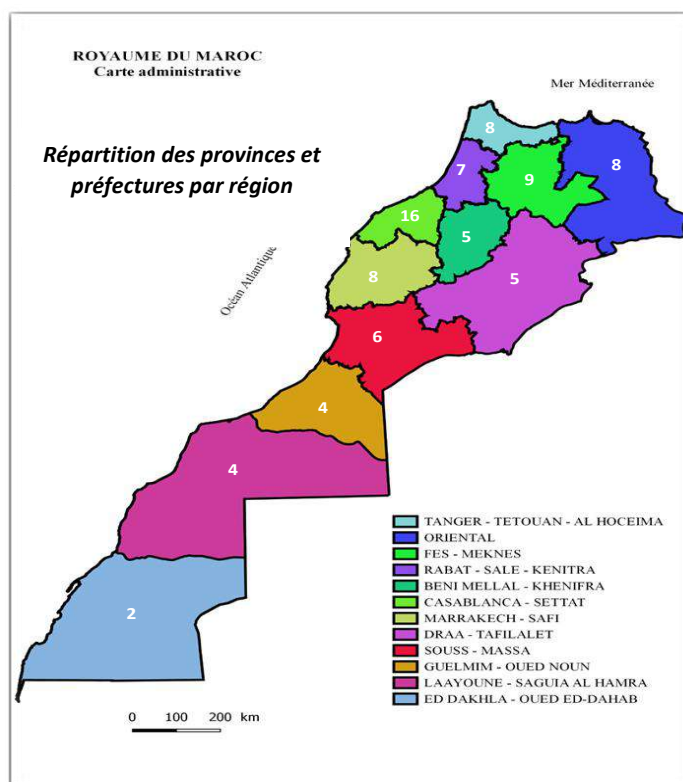 ROYAUME DU MAROC
Carte administrative
Mer Méditerranée
Répartition des provinces et
préfectures par région
8
8
7
9
16
5
8
5
6
4
4
2
Océan Atlantique
TANGER - TETOUAN - AL HOCEIMA
ORIENTAL
FES - MEKNES
RABAT - SALE - KENITRA
BENI MELLAL - KHENIFRA
CASABLANCA - SETTAT
MARRAKECH - SAFI
DRAA - TAFILALET
SOUSS - MASSA
GUELMIM - OUED NOUN
LAAYOUNE - SAGUIA AL HAMRA
ED DAKHLA - OUED ED-DAHAB
0 100 200 km